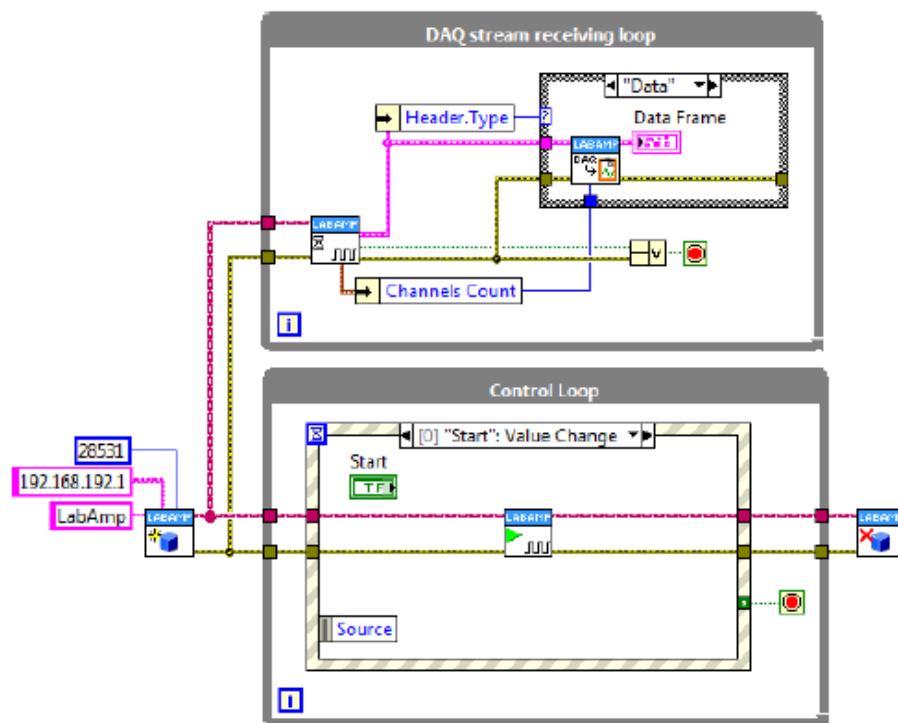 DAQ stream receiving loop
"Data"
Header.Type
Data Frame
LABAMP
DAQ
LABAMP
Channels Count
i
Control Loop
[0] "Start": Value Change
28531
Start
192.168.192.1
TF
LabAmp
LABAMP
LABAMP
LABAMP
Source
i